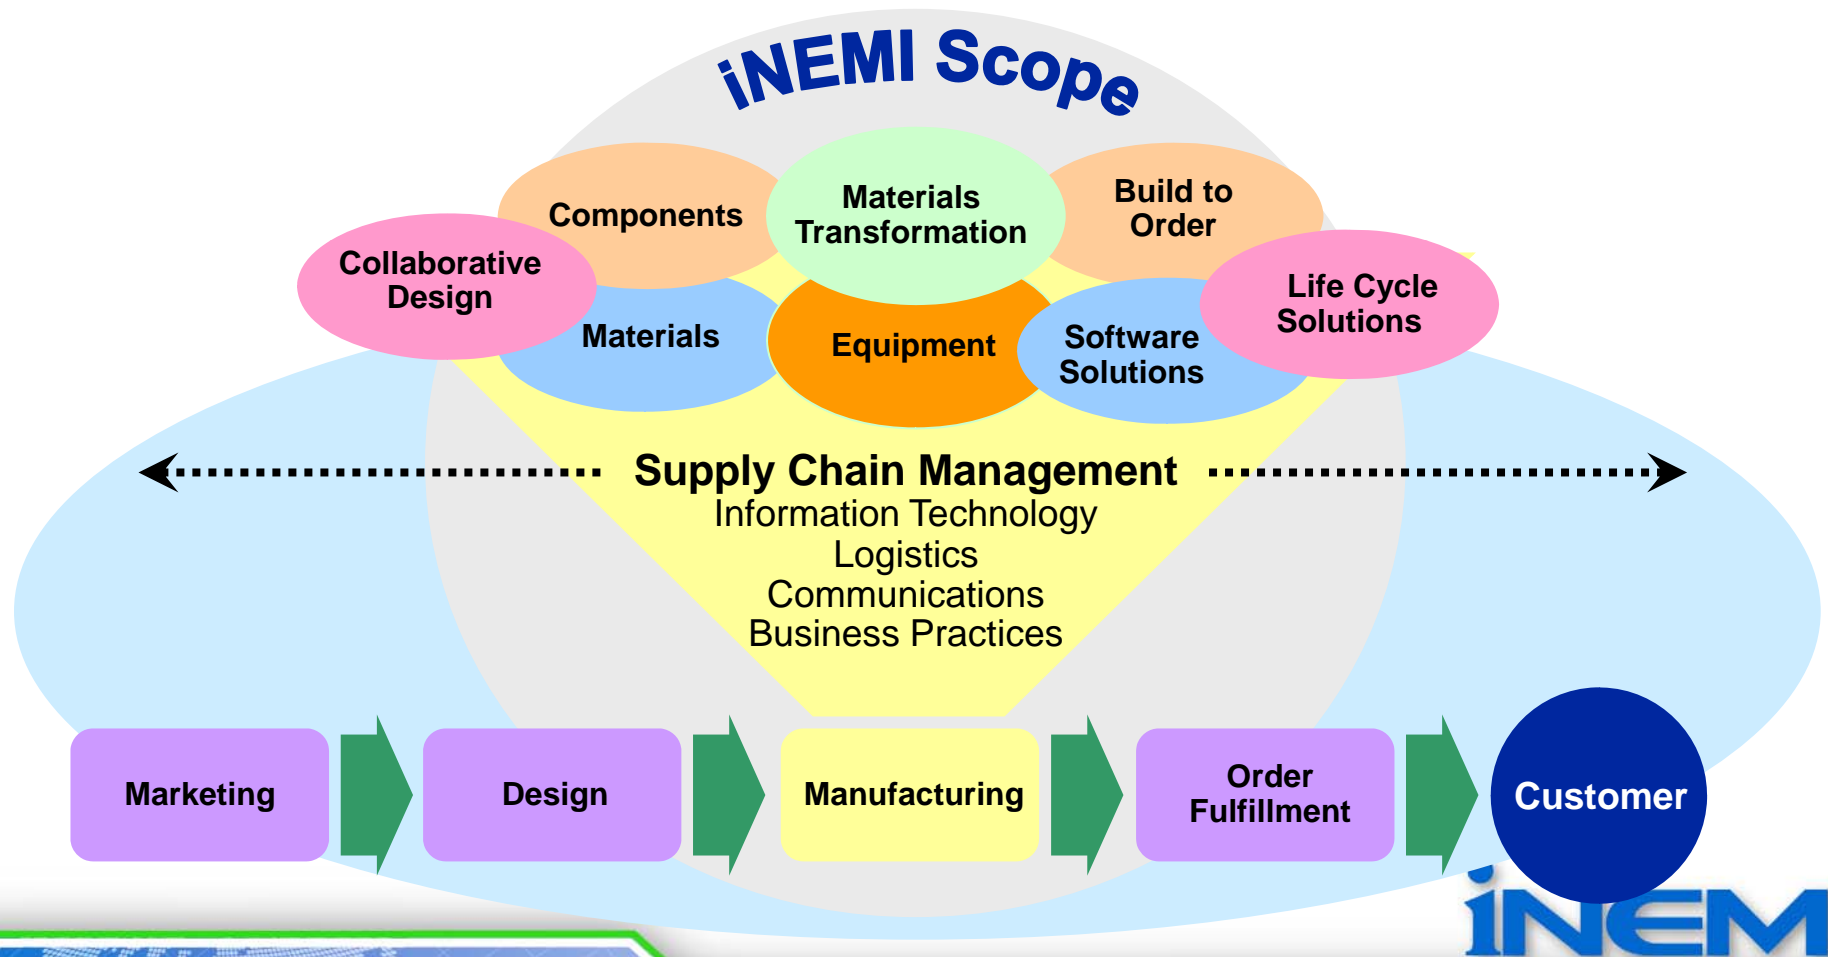 iNEMI Scope
Components
Materials
Transformation
Build to
Order
Collaborative
Design
Life Cycle
Solutions
Materials
Equipment
Software
Solutions
Supply Chain Management
Information Technology
Logistics
Communications
Business Practices
Marketing
Design
Manufacturing
Order
Fulfillment
Customer
iNEM